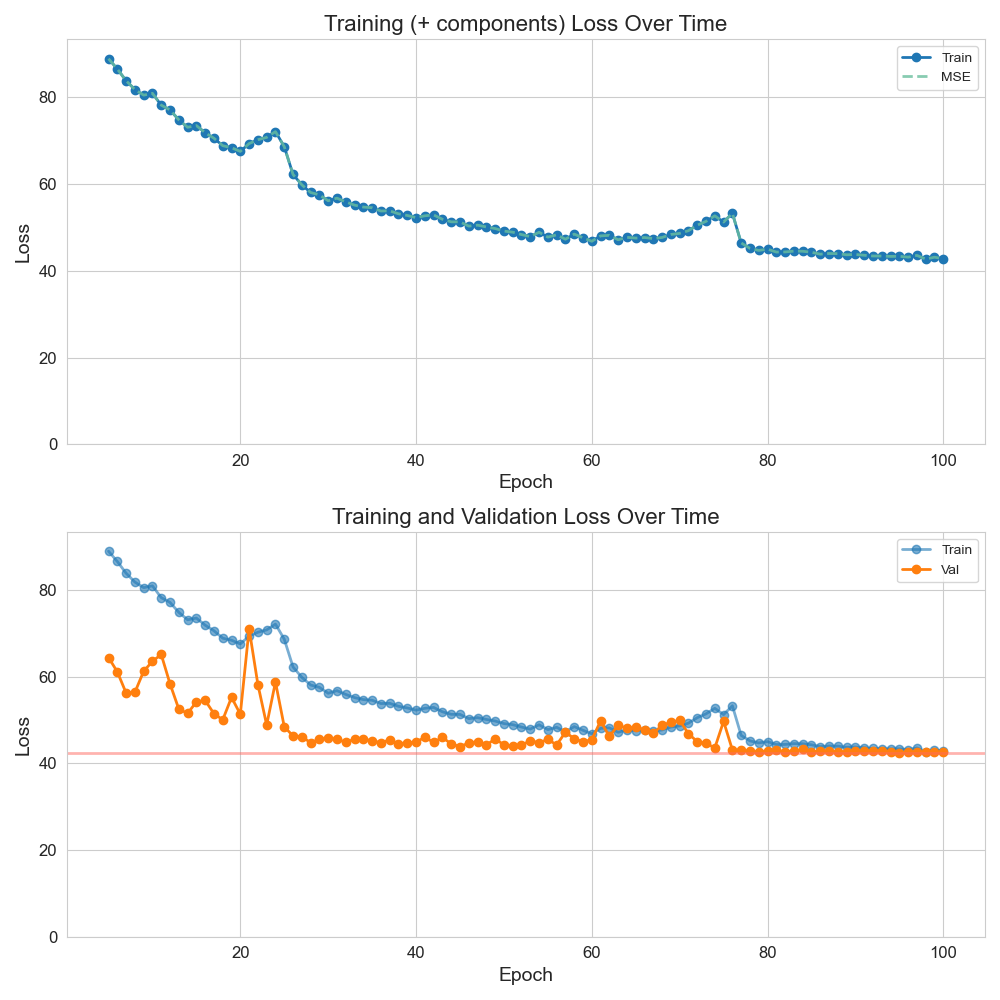 Training (+ components) Loss Over Time
Train
MSE
Loss
80
60
40
20
0
20 40 60 80 100
Epoch
Training and Validation Loss Over Time
Train
Val
Loss
80
60
40
20
0
20 40 60 80 100
Epoch